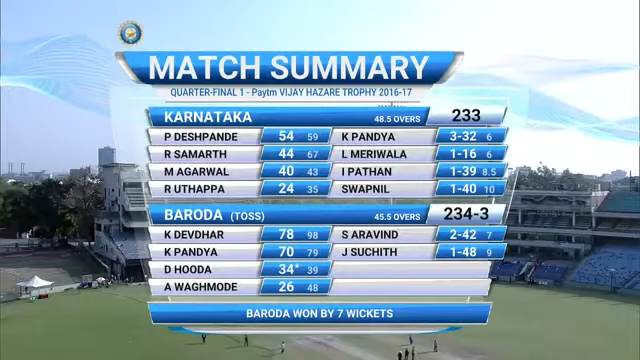 MATCH SUMMARY
QUARTER-FINAL 1 - Paytm VIJAY HAZARE TROPHY 2016-17
KARNATAKA 48.5 OVERS 233
P DESHPANDE 54 59 K PANDYA 3-32 6
R SAMARTH 44 67 L MERIWALA 1-16 6
M AGARWAL 40 43 I PATHAN 1-39 8.5
R UTHAPPA 24 35 SWAPNIL 1-40 10
BARODA (TOSS) 45.5 OVERS 234-3
K DEVDHAR 78 98 S ARAVIND 2-42 7
K PANDYA 70 79 J SUCHITH 1-48 9
D HOODA 34* 39
A WAGHMODE 26 48
BARODA WON BY 7 WICKETS